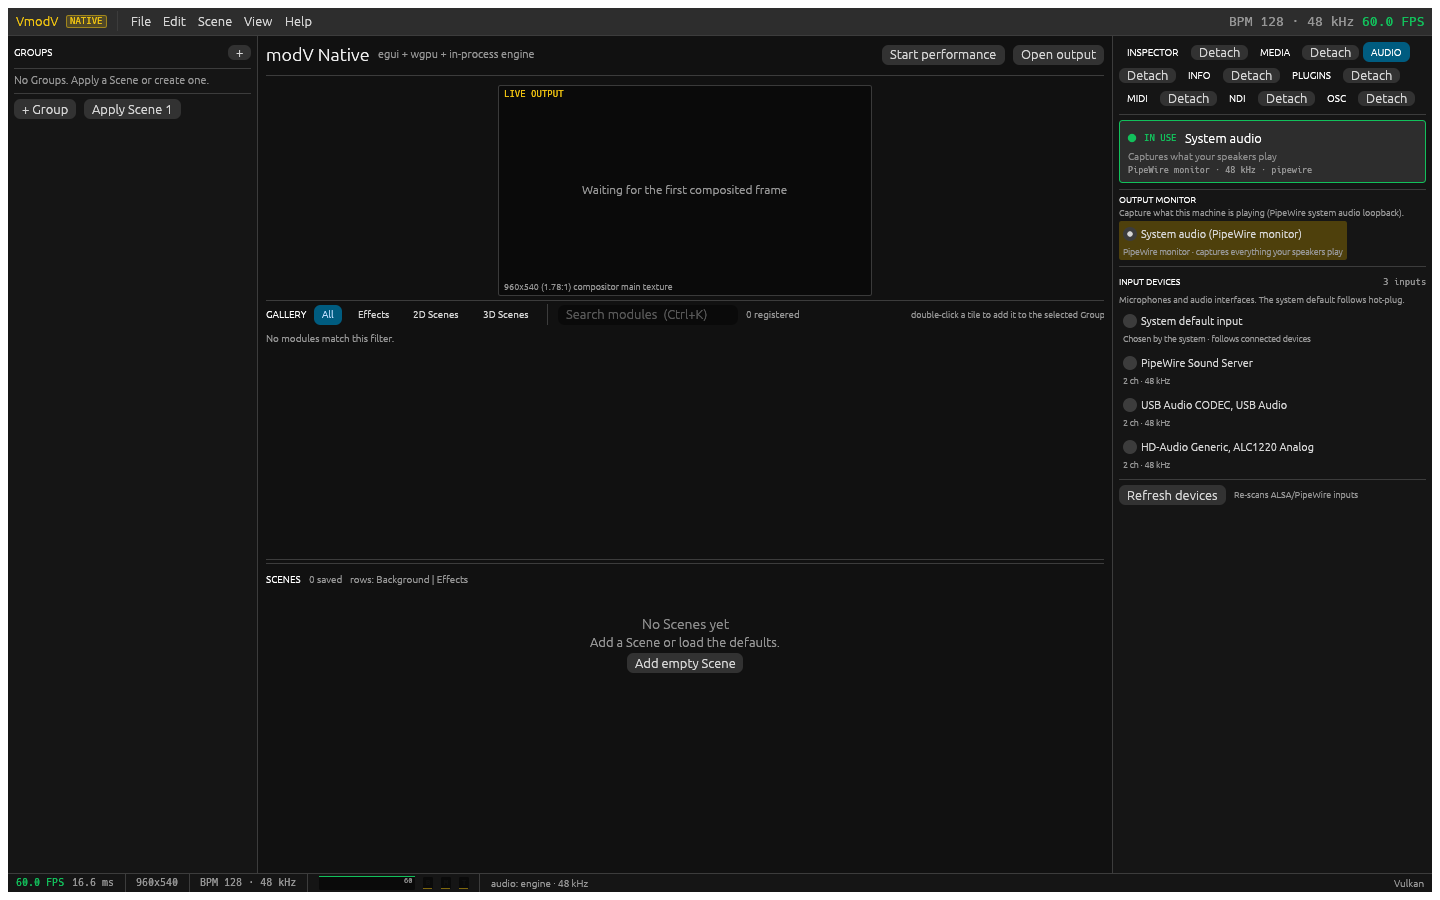 VmodV NATIVE File Edit Scene View Help BPM 128 · 48 kHz 60.0 FPS
GROUPS +
No Groups. Apply a Scene or create one.
+ Group Apply Scene 1
modV Native egui + wgpu + in-process engine Start performance Open output
LIVE OUTPUT
Waiting for the first composited frame
960x540 (1.78:1) compositor main texture
GALLERY All Effects 2D Scenes 3D Scenes Search modules (Ctrl+K) 0 registered double-click a tile to add it to the selected Group
No modules match this filter.
SCENES 0 saved rows: Background | Effects
No Scenes yet
Add a Scene or load the defaults.
Add empty Scene
INSPECTOR Detach MEDIA Detach AUDIO
Detach INFO Detach PLUGINS Detach
MIDI Detach NDI Detach OSC Detach
IN USE System audio
Captures what your speakers play
PipeWire monitor · 48 kHz · pipewire
OUTPUT MONITOR
Capture what this machine is playing (PipeWire system audio loopback).
System audio (PipeWire monitor)
PipeWire monitor · captures everything your speakers play
INPUT DEVICES 3 inputs
Microphones and audio interfaces. The system default follows hot-plug.
System default input
Chosen by the system · follows connected devices
PipeWire Sound Server
2 ch · 48 kHz
USB Audio CODEC, USB Audio
2 ch · 48 kHz
HD-Audio Generic, ALC1220 Analog
2 ch · 48 kHz
Refresh devices Re-scans ALSA/PipeWire inputs
60.0 FPS 16.6 ms 960x540 BPM 128 · 48 kHz 60 audio: engine · 48 kHz Vulkan